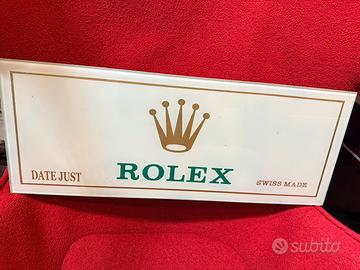 ROLEX
DATE JUST
SWISS MADE
subito